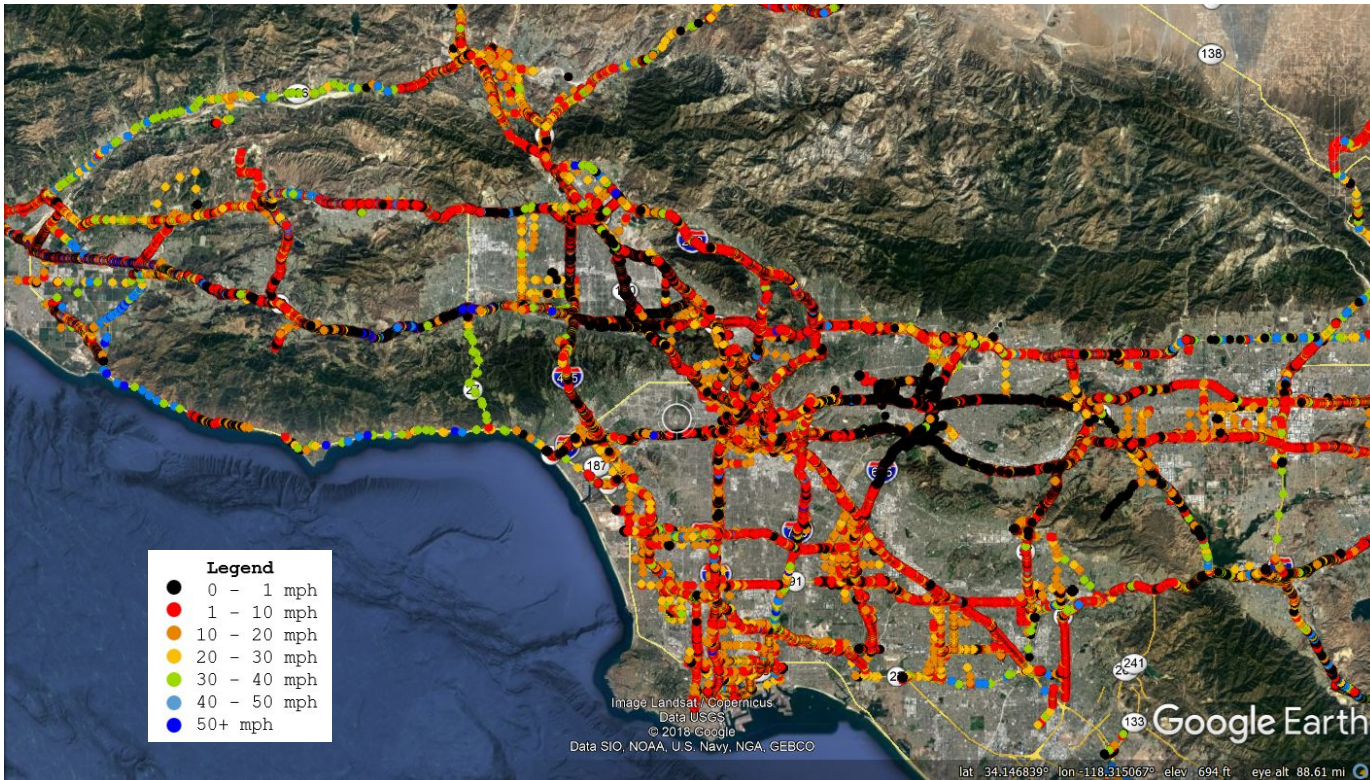 138
187
91
241
133
Legend
0 - 1 mph
1 - 10 mph
10 - 20 mph
20 - 30 mph
30 - 40 mph
40 - 50 mph
50+ mph
Image Landsat / Copernicus
Data USGS
© 2018 Google
Data SIO, NOAA, U.S. Navy, NGA, GEBCO
Google Earth
lat 34.146839° lon -118.315067° elev 694 ft eye alt 88.61 mi